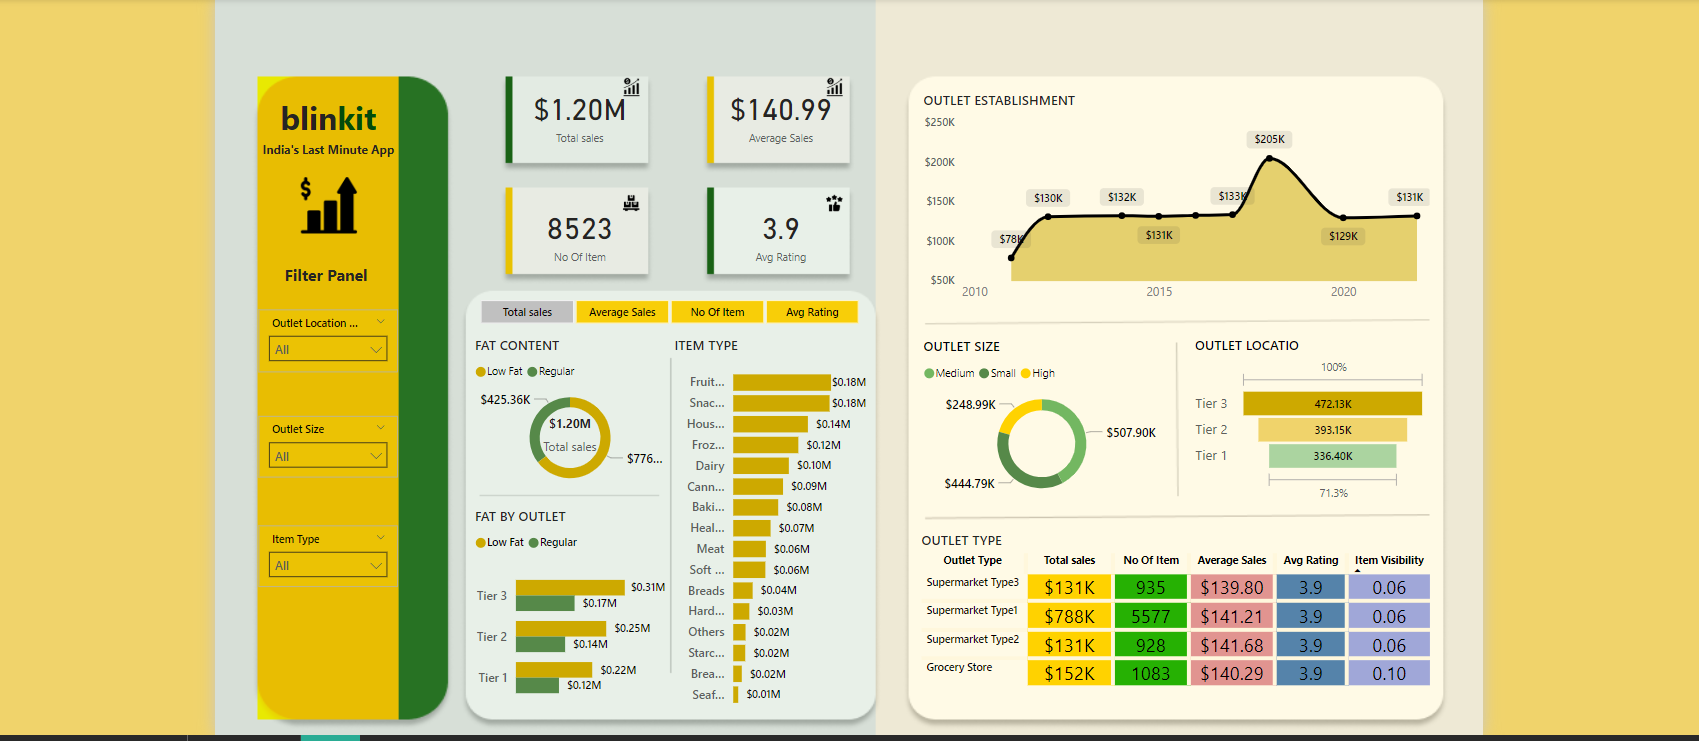 blinkit
India's Last Minute App
$
Filter Panel
Outlet Location ...
All
Outlet Size
All
Item Type
All
$1.20M
Total sales
$140.99
Average Sales
8523
No Of Item
3.9
Avg Rating
Total sales
Average Sales
No Of Item
Avg Rating
FAT CONTENT
Low Fat Regular
$425.36K
$1.20M
Total sales
$776...
FAT BY OUTLET
Low Fat Regular
Tier 3 $0.31M
$0.17M
Tier 2 $0.25M
$0.14M
Tier 1 $0.22M
$0.12M
ITEM TYPE
Fruit... $0.18M
Snac... $0.18M
Hous... $0.14M
Froz... $0.12M
Dairy $0.10M
Cann... $0.09M
Baki... $0.08M
Heal... $0.07M
Meat $0.06M
Soft ... $0.06M
Breads $0.04M
Hard... $0.03M
Others $0.02M
Starc... $0.02M
Brea... $0.02M
Seaf... $0.01M
OUTLET ESTABLISHMENT
$250K
$200K
$150K
$100K
$50K
$78K
$130K
$132K
$131K
$133K
$205K
$129K
$131K
2010 2015 2020
OUTLET SIZE
Medium Small High
$248.99K
$507.90K
$444.79K
OUTLET LOCATIO
100%
Tier 3 472.13K
Tier 2 393.15K
Tier 1 336.40K
71.3%
OUTLET TYPE
Outlet Type Total sales No Of Item Average Sales Avg Rating Item Visibility
Supermarket Type3 $131K 935 $139.80 3.9 0.06
Supermarket Type1 $788K 5577 $141.21 3.9 0.06
Supermarket Type2 $131K 928 $141.68 3.9 0.06
Grocery Store $152K 1083 $140.29 3.9 0.10